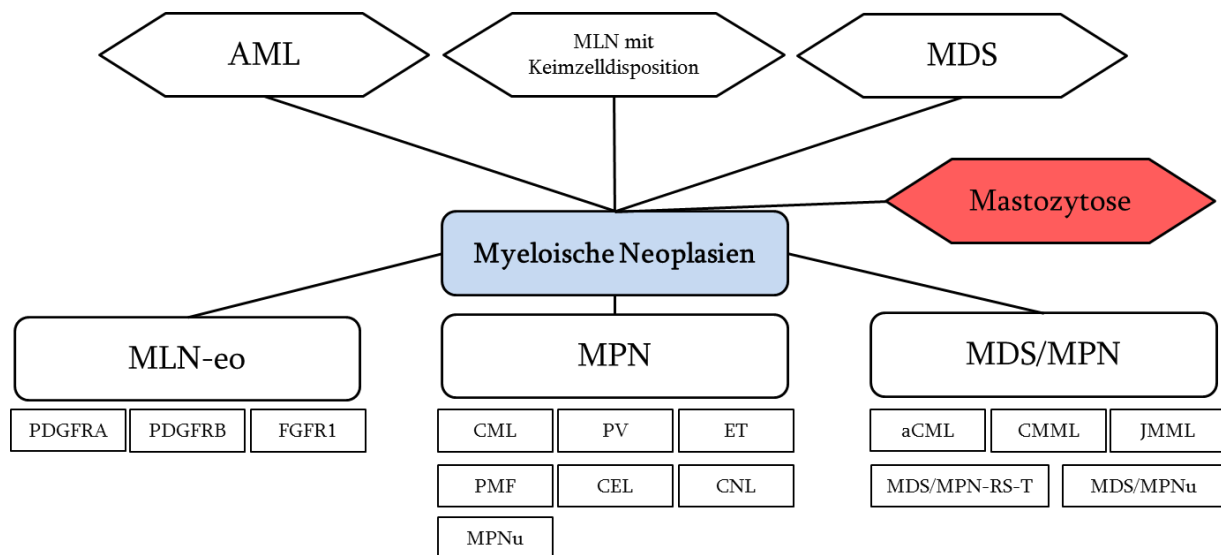 AML
MLN mit
Keimzelldisposition
MDS
Mastozytose
Myeloische Neoplasien
MLN-eo
MPN
MDS/MPN
PDGFRA
PDGFRB
FGFR1
CML
PV
ET
aCML
CMML
JMML
PMF
CEL
CNL
MDS/MPN-RS-T
MDS/MPNu
MPNu